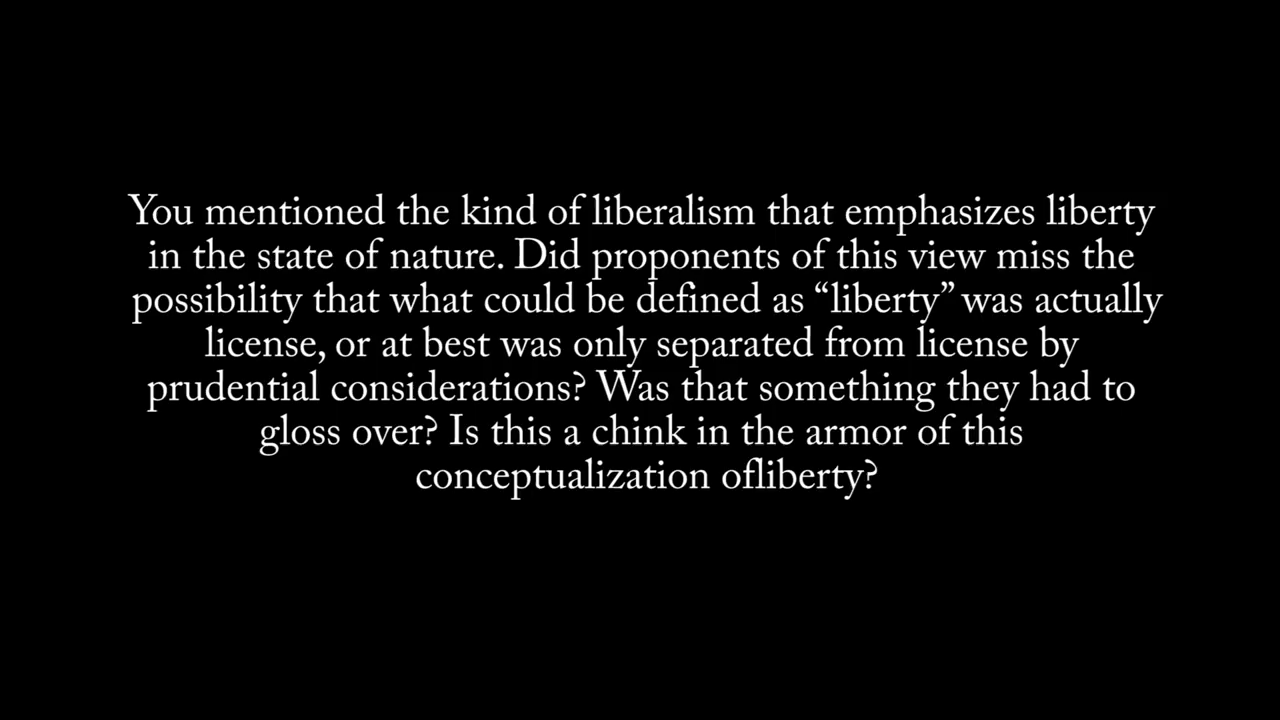 You mentioned the kind of liberalism that emphasizes liberty
in the state of nature. Did proponents of this view miss the
possibility that what could be defined as “liberty” was actually
license, or at best was only separated from license by
prudential considerations? Was that something they had to
gloss over? Is this a chink in the armor of this
conceptualization ofliberty?